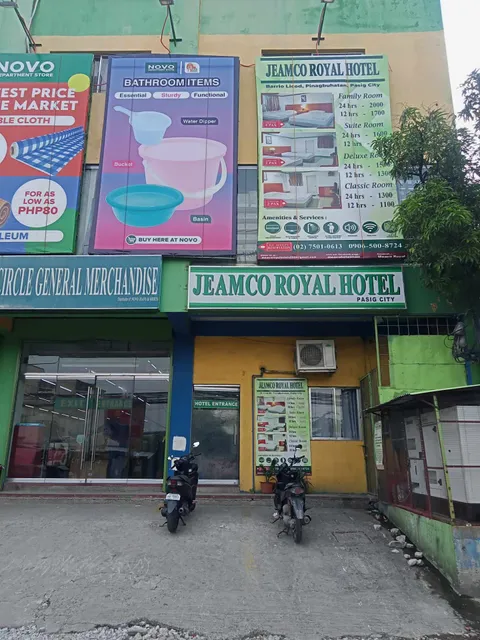 NOVO
DEPARTMENT STORE
EST PRICE
E MARKET
BLE CLOTH
FOR AS
LOW AS
PHP80
LEUM
NOVO
BATHROOM ITEMS
Essential Sturdy Functional
Water Dipper
Bucket
Basin
BUY HERE AT NOVO
JEAMCO ROYAL HOTEL
Barrio Licod, Pinagbuhatan, Pasig City
Family Room
24 hrs - 2000
12 hrs - 1700
Suite Room
24 hrs -
12 hrs -
Deluxe
24 hrs -
12 hrs - 1300
Classic Room
24 hrs - 1300
12 hrs - 1100
Amenities & Services:
(02) 7501-0613 0906-500-8724
CIRCLE GENERAL MERCHANDISE
JEAMCO ROYAL HOTEL
PASIG CITY
HOTEL ENTRANCE
JEAMCO ROYAL HOTEL